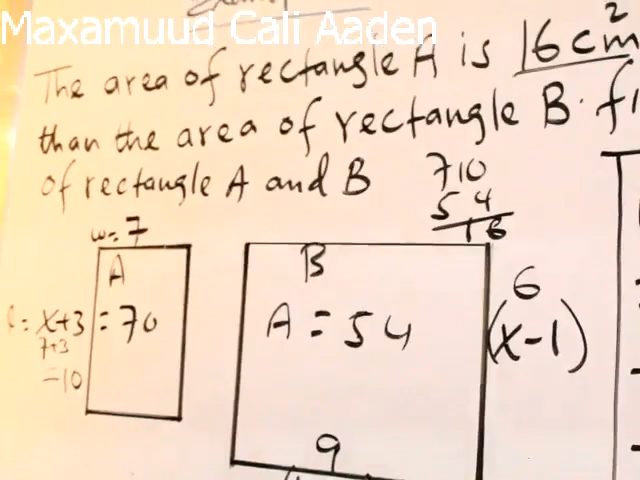 Maxamuud Cali Aaden
The area of rectangle A is 16cm²
than the area of rectangle B. fi
of rectangle A and B
710
54
16
w=7
A
= 70
l = x+3
7+3
=10
B
A = 54
6
(x-1)
9